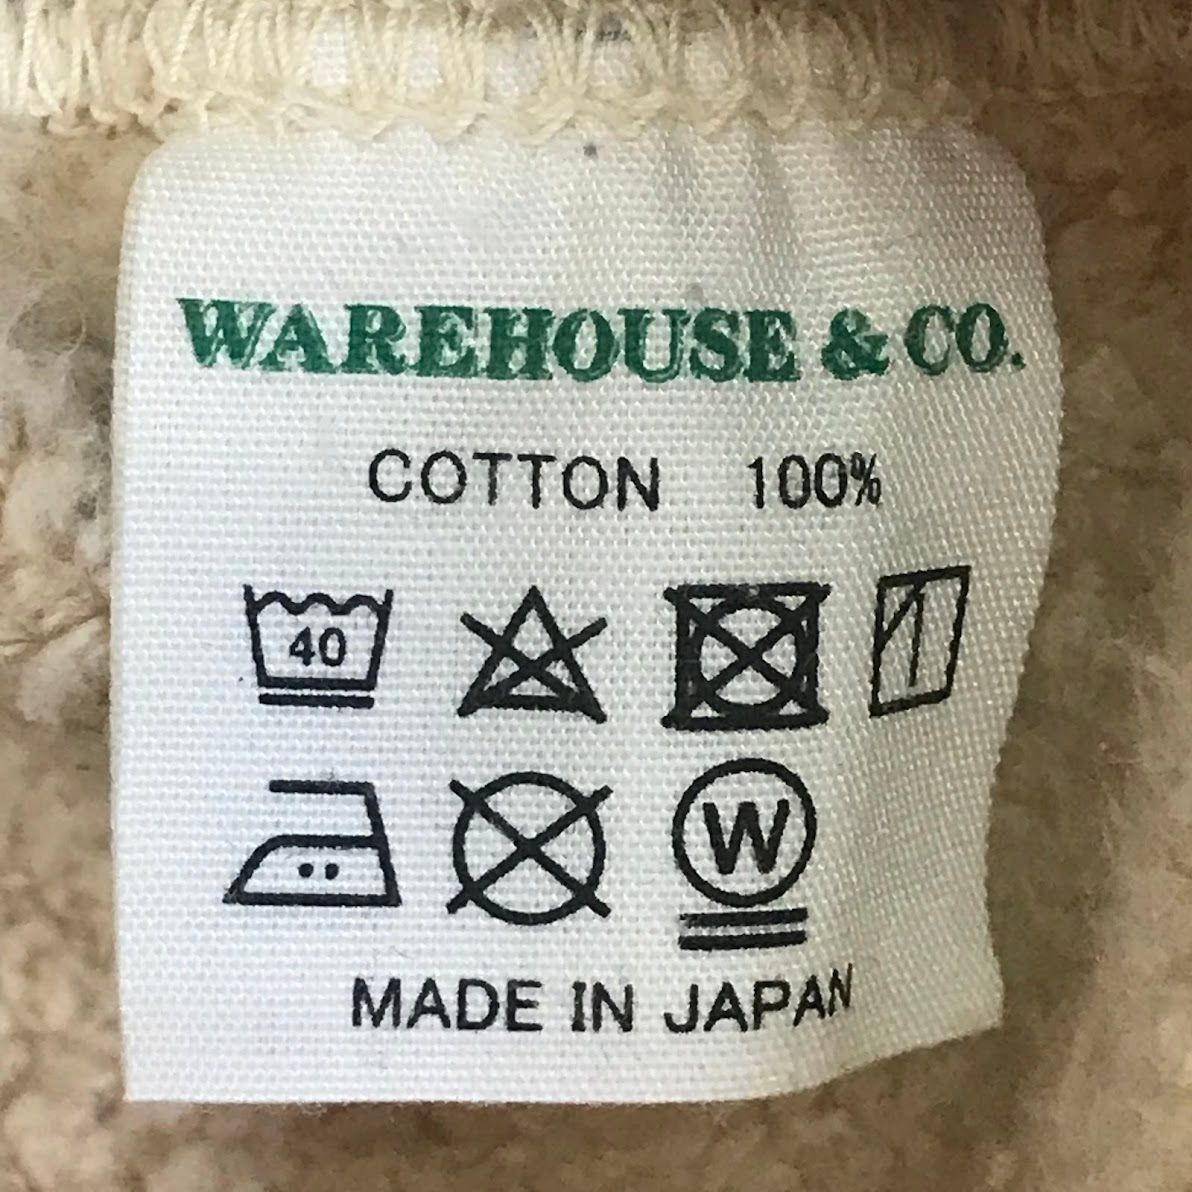 WAREHOUSE & CO.
COTTON 100%
40
W
MADE IN JAPAN